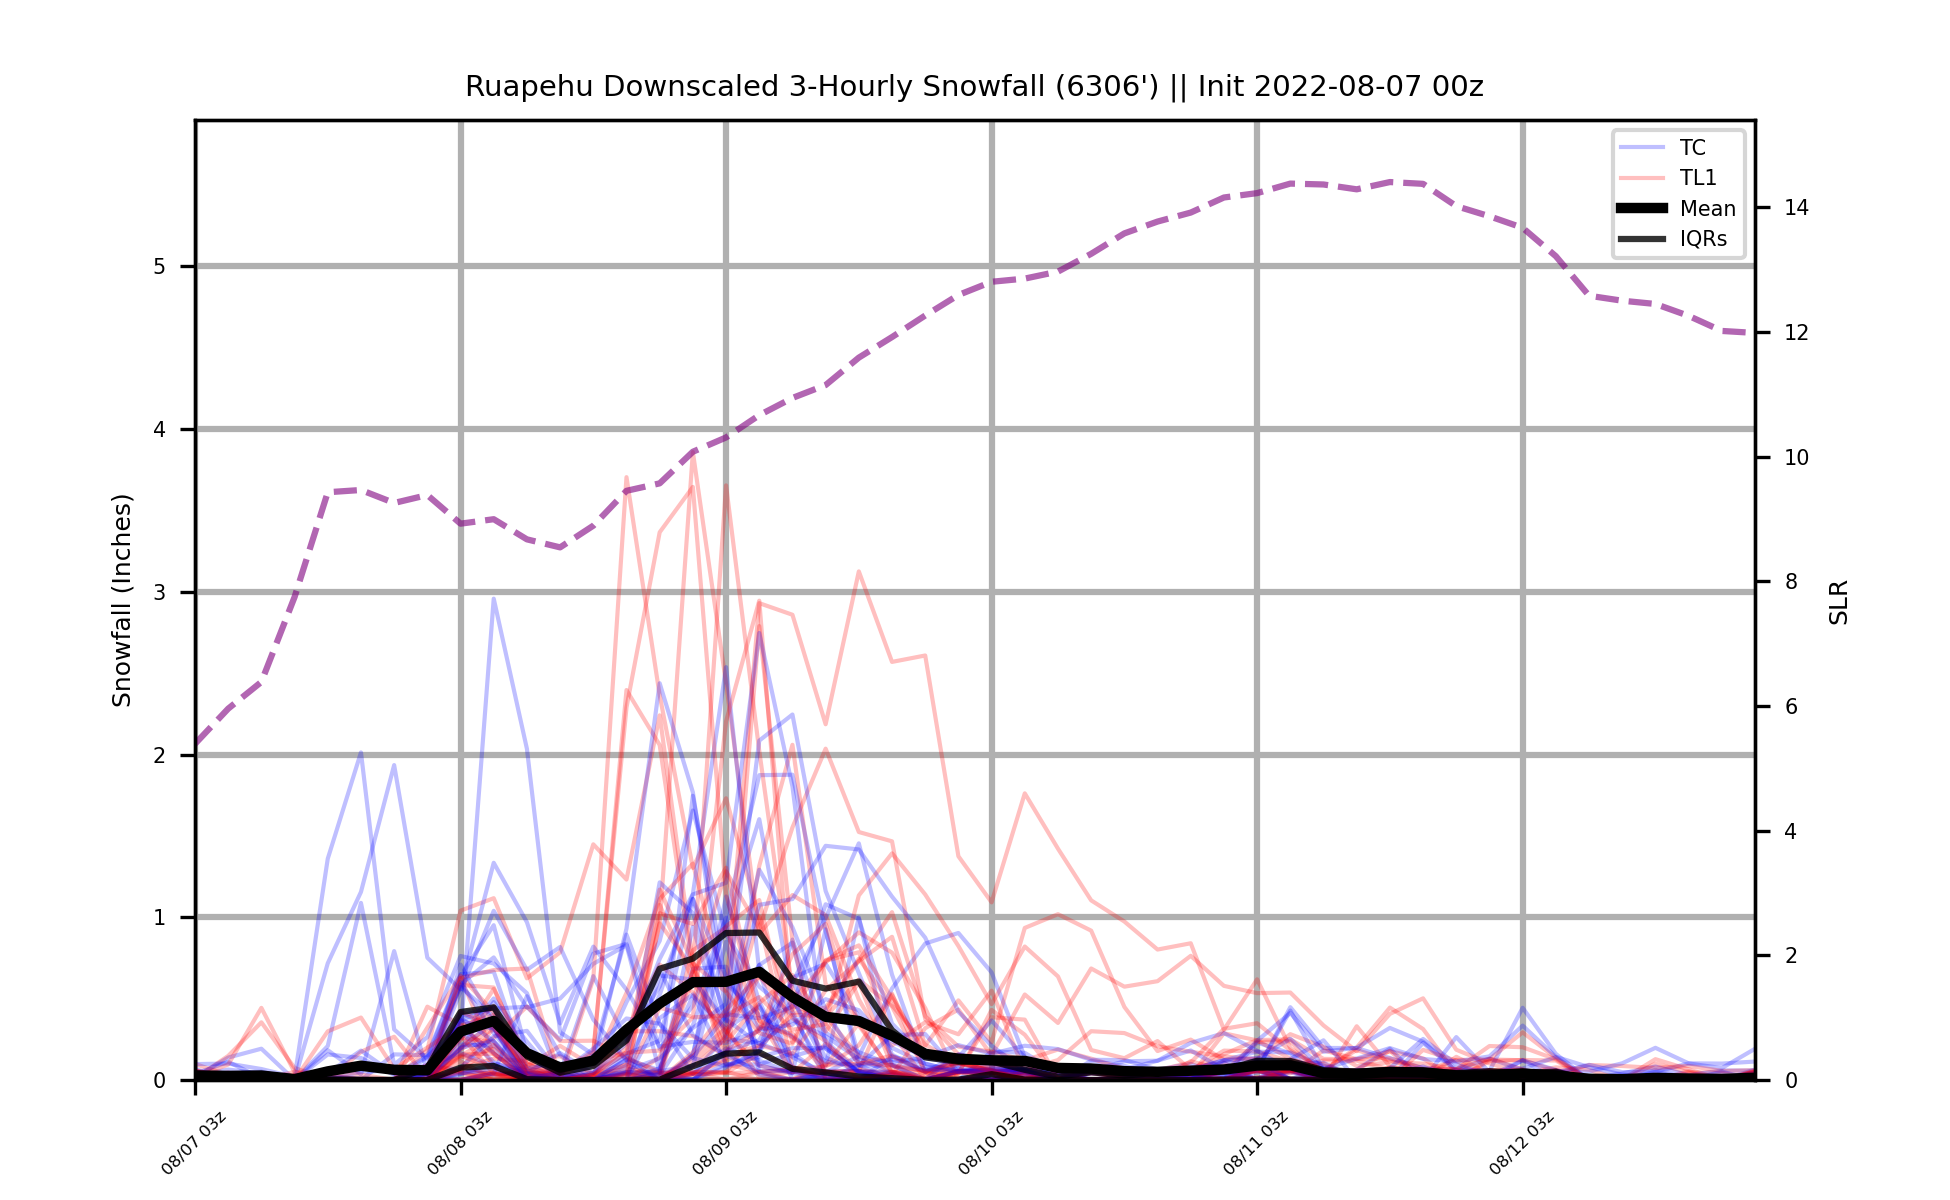 Ruapehu Downscaled 3-Hourly Snowfall (6306') || Init 2022-08-07 00z
TC
TL1
Mean
IQRs
Snowfall (Inches)
5
4
3
2
1
0
14
12
10
8
6
4
2
0
SLR
08/07 03z
08/08 03z
08/09 03z
08/10 03z
08/11 03z
08/12 03z